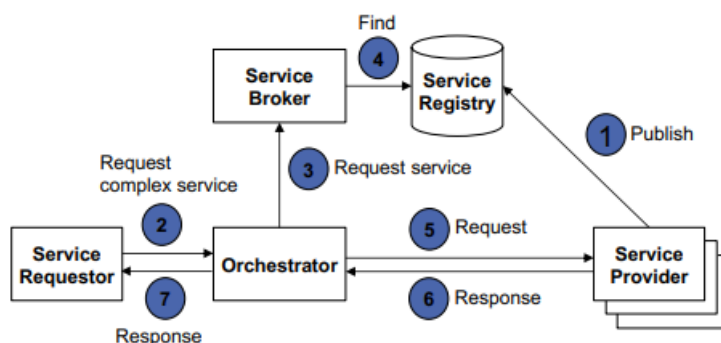 Find
4
Service
Broker
Service
Registry
1 Publish
Request
complex service
3 Request service
2
5 Request
Service
Requestor
Orchestrator
Service
Provider
7
6 Response
Response